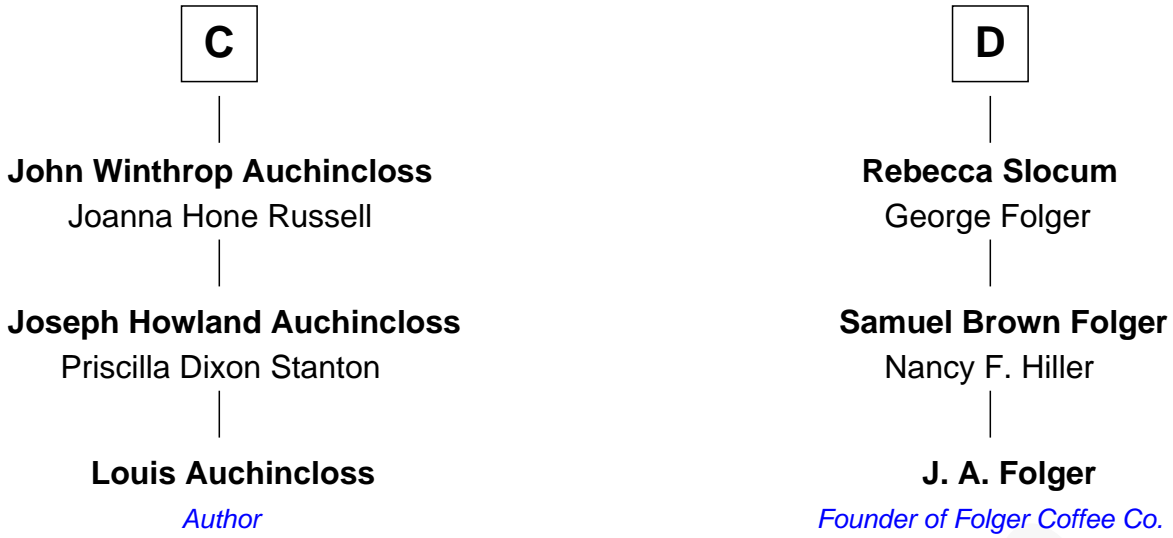 C
John Winthrop Auchincloss
Joanna Hone Russell
Joseph Howland Auchincloss
Priscilla Dixon Stanton
Louis Auchincloss
Author
D
Rebecca Slocum
George Folger
Samuel Brown Folger
Nancy F. Hiller
J. A. Folger
Founder of Folger Coffee Co.